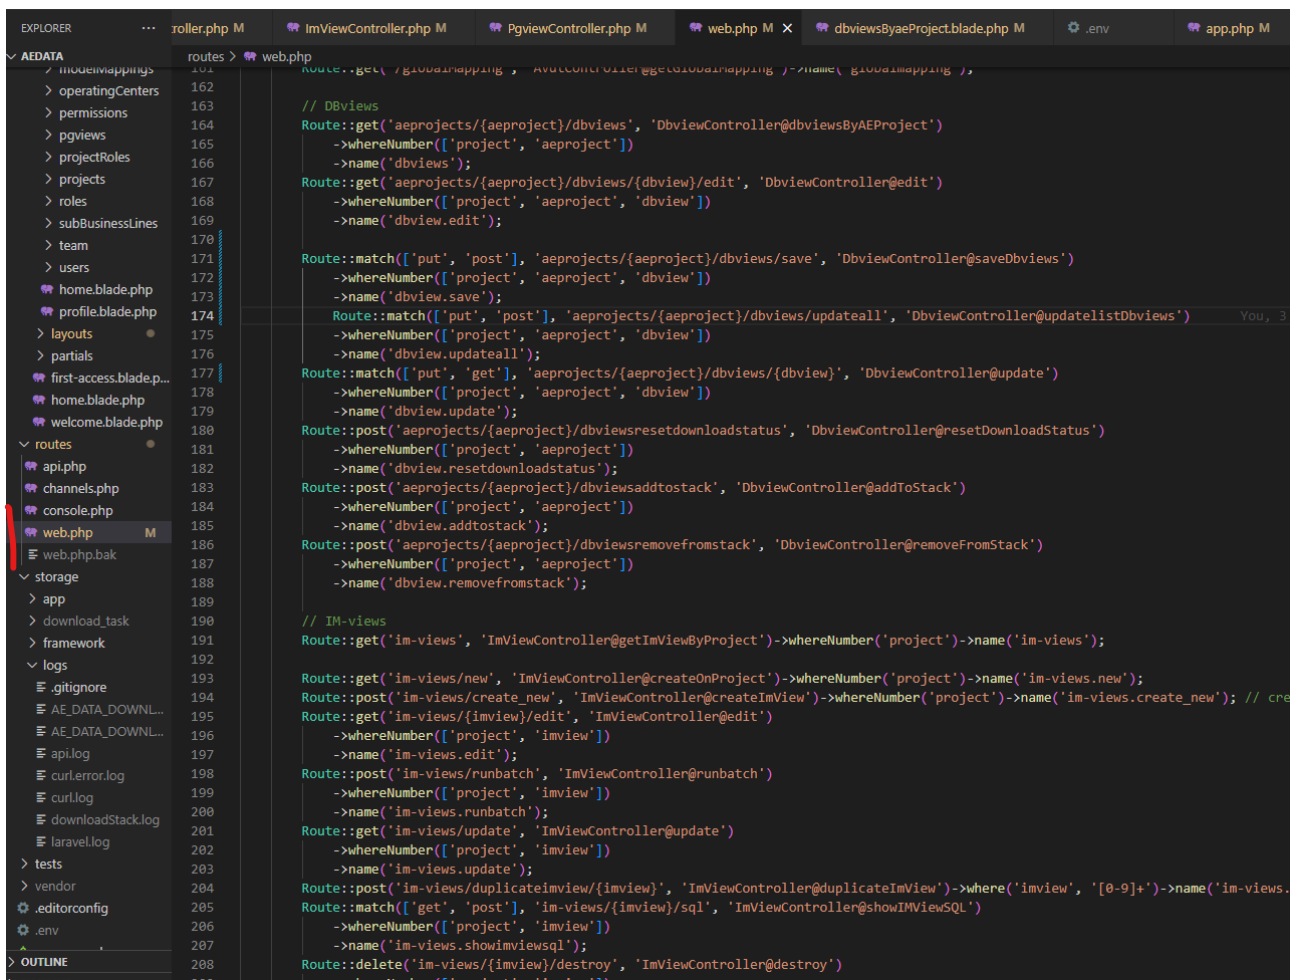 EXPLORER ··· troller.php M ImViewController.php M PgviewController.php M web.php M × dbviewsByaeProject.blade.php M .env app.php M
AEDATA routes > web.php
modelMappings 161 Route::get('/globalMapping', 'AvutController@getGlobalMapping')->name('globalmapping');
operatingCenters 162
permissions 163 // DBviews
pgviews 164 Route::get('aeprojects/{aeproject}/dbviews', 'DbviewController@dbviewsByAEProject')
165 ->whereNumber(['project', 'aeproject'])
projectRoles 166 ->name('dbviews');
projects 167 Route::get('aeprojects/{aeproject}/dbviews/{dbview}/edit', 'DbviewController@edit')
roles 168 ->whereNumber(['project', 'aeproject', 'dbview'])
subBusinessLines 169 ->name('dbview.edit');
team 170
users 171 Route::match(['put', 'post'], 'aeprojects/{aeproject}/dbviews/save', 'DbviewController@saveDbviews')
172 ->whereNumber(['project', 'aeproject', 'dbview'])
home.blade.php 173 ->name('dbview.save');
profile.blade.php 174 Route::match(['put', 'post'], 'aeprojects/{aeproject}/dbviews/updateall', 'DbviewController@updatelistDbviews') You, 3
layouts 175 ->whereNumber(['project', 'aeproject', 'dbview'])
partials 176 ->name('dbview.updateall');
first-access.blade.p... 177 Route::match(['put', 'get'], 'aeprojects/{aeproject}/dbviews/{dbview}', 'DbviewController@update')
home.blade.php 178 ->whereNumber(['project', 'aeproject', 'dbview'])
welcome.blade.php 179 ->name('dbview.update');
routes 180 Route::post('aeprojects/{aeproject}/dbviewsresetdownloadstatus', 'DbviewController@resetDownloadStatus')
181 ->whereNumber(['project', 'aeproject'])
api.php 182 ->name('dbview.resetdownloadstatus');
channels.php 183 Route::post('aeprojects/{aeproject}/dbviewsaddtostack', 'DbviewController@addToStack')
console.php 184 ->whereNumber(['project', 'aeproject'])
web.php M 185 ->name('dbview.addtostack');
web.php.bak 186 Route::post('aeprojects/{aeproject}/dbviewsremovefromstack', 'DbviewController@removeFromStack')
storage 187 ->whereNumber(['project', 'aeproject'])
188 ->name('dbview.removefromstack');
app 189
download_task 190 // IM-views
framework 191 Route::get('im-views', 'ImViewController@getImViewByProject')->whereNumber('project')->name('im-views');
logs 192
.gitignore 193 Route::get('im-views/new', 'ImViewController@createOnProject')->whereNumber('project')->name('im-views.new');
194 Route::post('im-views/create_new', 'ImViewController@createImView')->whereNumber('project')->name('im-views.create_new'); // cre
AE_DATA_DOWNL... 195 Route::get('im-views/{imview}/edit', 'ImViewController@edit')
AE_DATA_DOWNL... 196 ->whereNumber(['project', 'imview'])
api.log 197 ->name('im-views.edit');
curl.error.log 198 Route::post('im-views/runbatch', 'ImViewController@runbatch')
curl.log 199 ->whereNumber(['project', 'imview'])
200 ->name('im-views.runbatch');
downloadStack.log 201 Route::get('im-views/update', 'ImViewController@update')
laravel.log 202 ->whereNumber(['project', 'imview'])
tests 203 ->name('im-views.update');
vendor 204 Route::post('im-views/duplicateimview/{imview}', 'ImViewController@duplicateImView')->where('imview', '[0-9]+')->name('im-views.
.editorconfig 205 Route::match(['get', 'post'], 'im-views/{imview}/sql', 'ImViewController@showIMViewSQL')
.env 206 ->whereNumber(['project', 'imview'])
207 ->name('im-views.showimviewsql');
OUTLINE 208 Route::delete('im-views/{imview}/destroy', 'ImViewController@destroy')